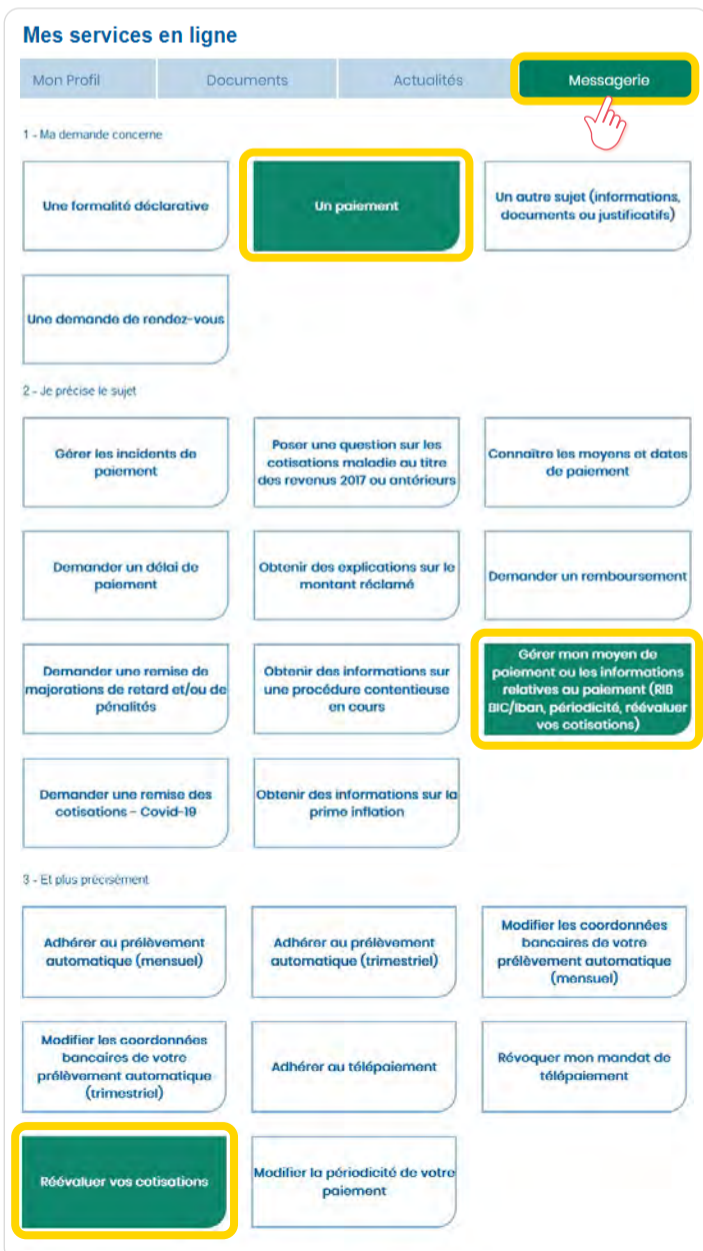 Mes services en ligne
Mon Profil
Documents
Actualités
Messagerie
1 - Ma demande concerne
Une formalité déclarative
Un paiement
Un autre sujet (informations,
documents ou justificatifs)
Une demande de rendez-vous
2 - Je précise le sujet
Gérer les incidents de
paiement
Poser une question sur les
cotisations maladie au titre
des revenus 2017 ou antérieurs
Connaître les moyens et dates
de paiement
Demander un délai de
paiement
Obtenir des explications sur le
montant réclamé
Demander un remboursement
Demander une remise de
majorations de retard et/ou de
pénalités
Obtenir des informations sur
une procédure contentieuse
en cours
Gérer mon moyen de
paiement ou les informations
relatives au paiement (RIB
BIC/Iban, périodicité, réévaluer
vos cotisations)
Demander une remise des
cotisations – Covid-19
Obtenir des informations sur la
prime inflation
3 - Et plus précisément
Adhérer au prélèvement
automatique (mensuel)
Adhérer au prélèvement
automatique (trimestriel)
Modifier les coordonnées
bancaires de votre
prélèvement automatique
(mensuel)
Modifier les coordonnées
bancaires de votre
prélèvement automatique
(trimestriel)
Adhérer au télépaiement
Révoquer mon mandat de
télépaiement
Réévaluer vos cotisations
Modifier la périodicité de votre
paiement